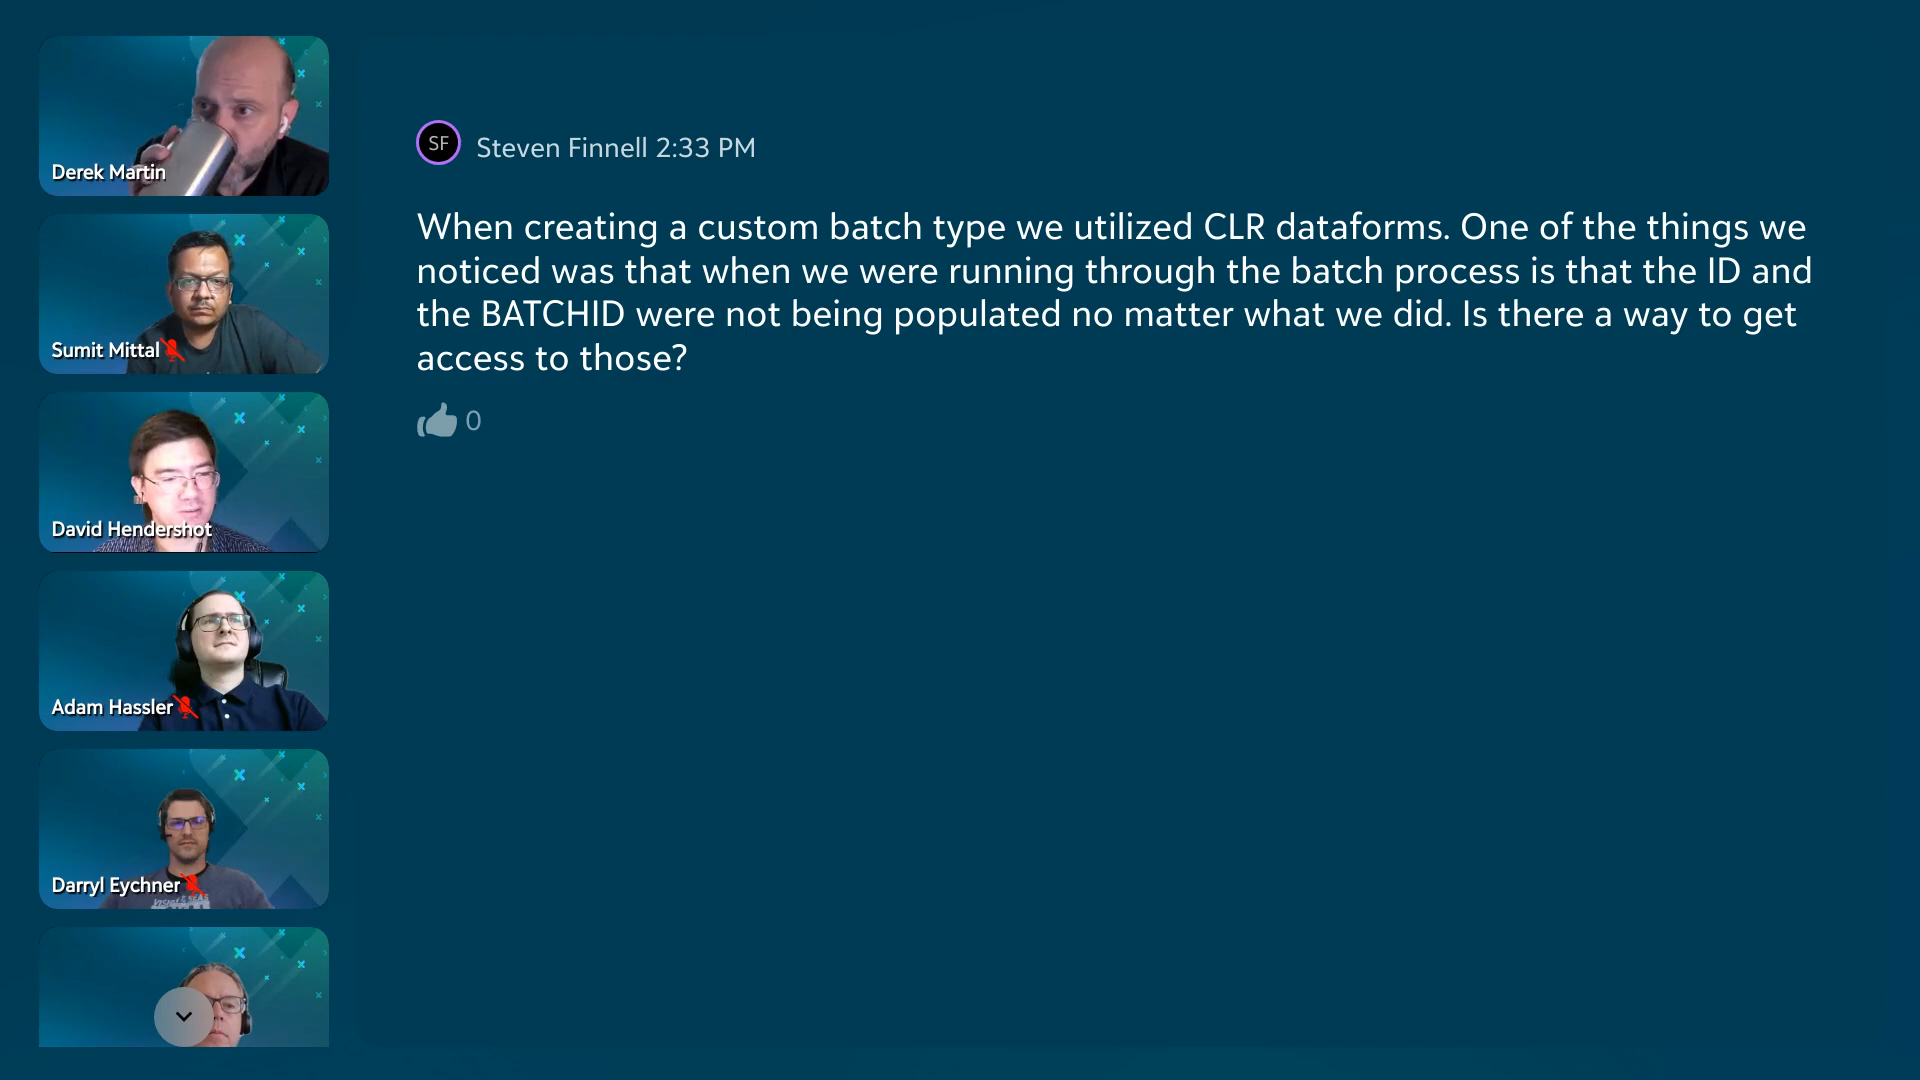 Derek Martin
Sumit Mittal
David Hendershot
Adam Hassler
Darryl Eychner
SF
Steven Finnell 2:33 PM
When creating a custom batch type we utilized CLR dataforms. One of the things we
noticed was that when we were running through the batch process is that the ID and
the BATCHID were not being populated no matter what we did. Is there a way to get
access to those?
0